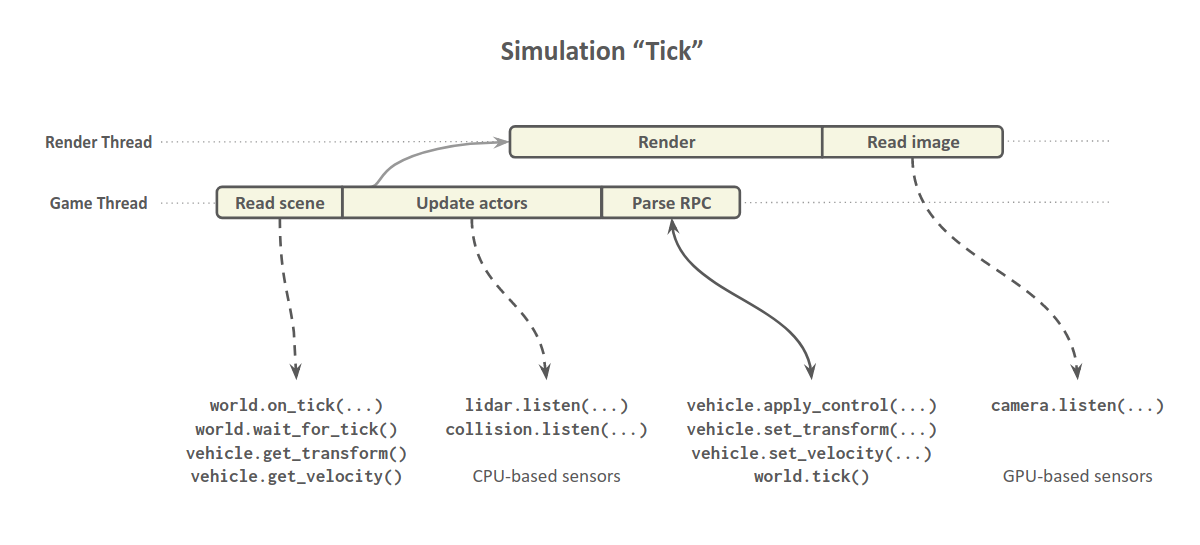 Simulation “Tick”
Render Thread
Render
Read image
Game Thread
Read scene
Update actors
Parse RPC
world.on_tick(...)
world.wait_for_tick()
vehicle.get_transform()
vehicle.get_velocity()
lidar.listen(...)
collision.listen(...)
CPU-based sensors
vehicle.apply_control(...)
vehicle.set_transform(...)
vehicle.set_velocity(...)
world.tick()
camera.listen(...)
GPU-based sensors